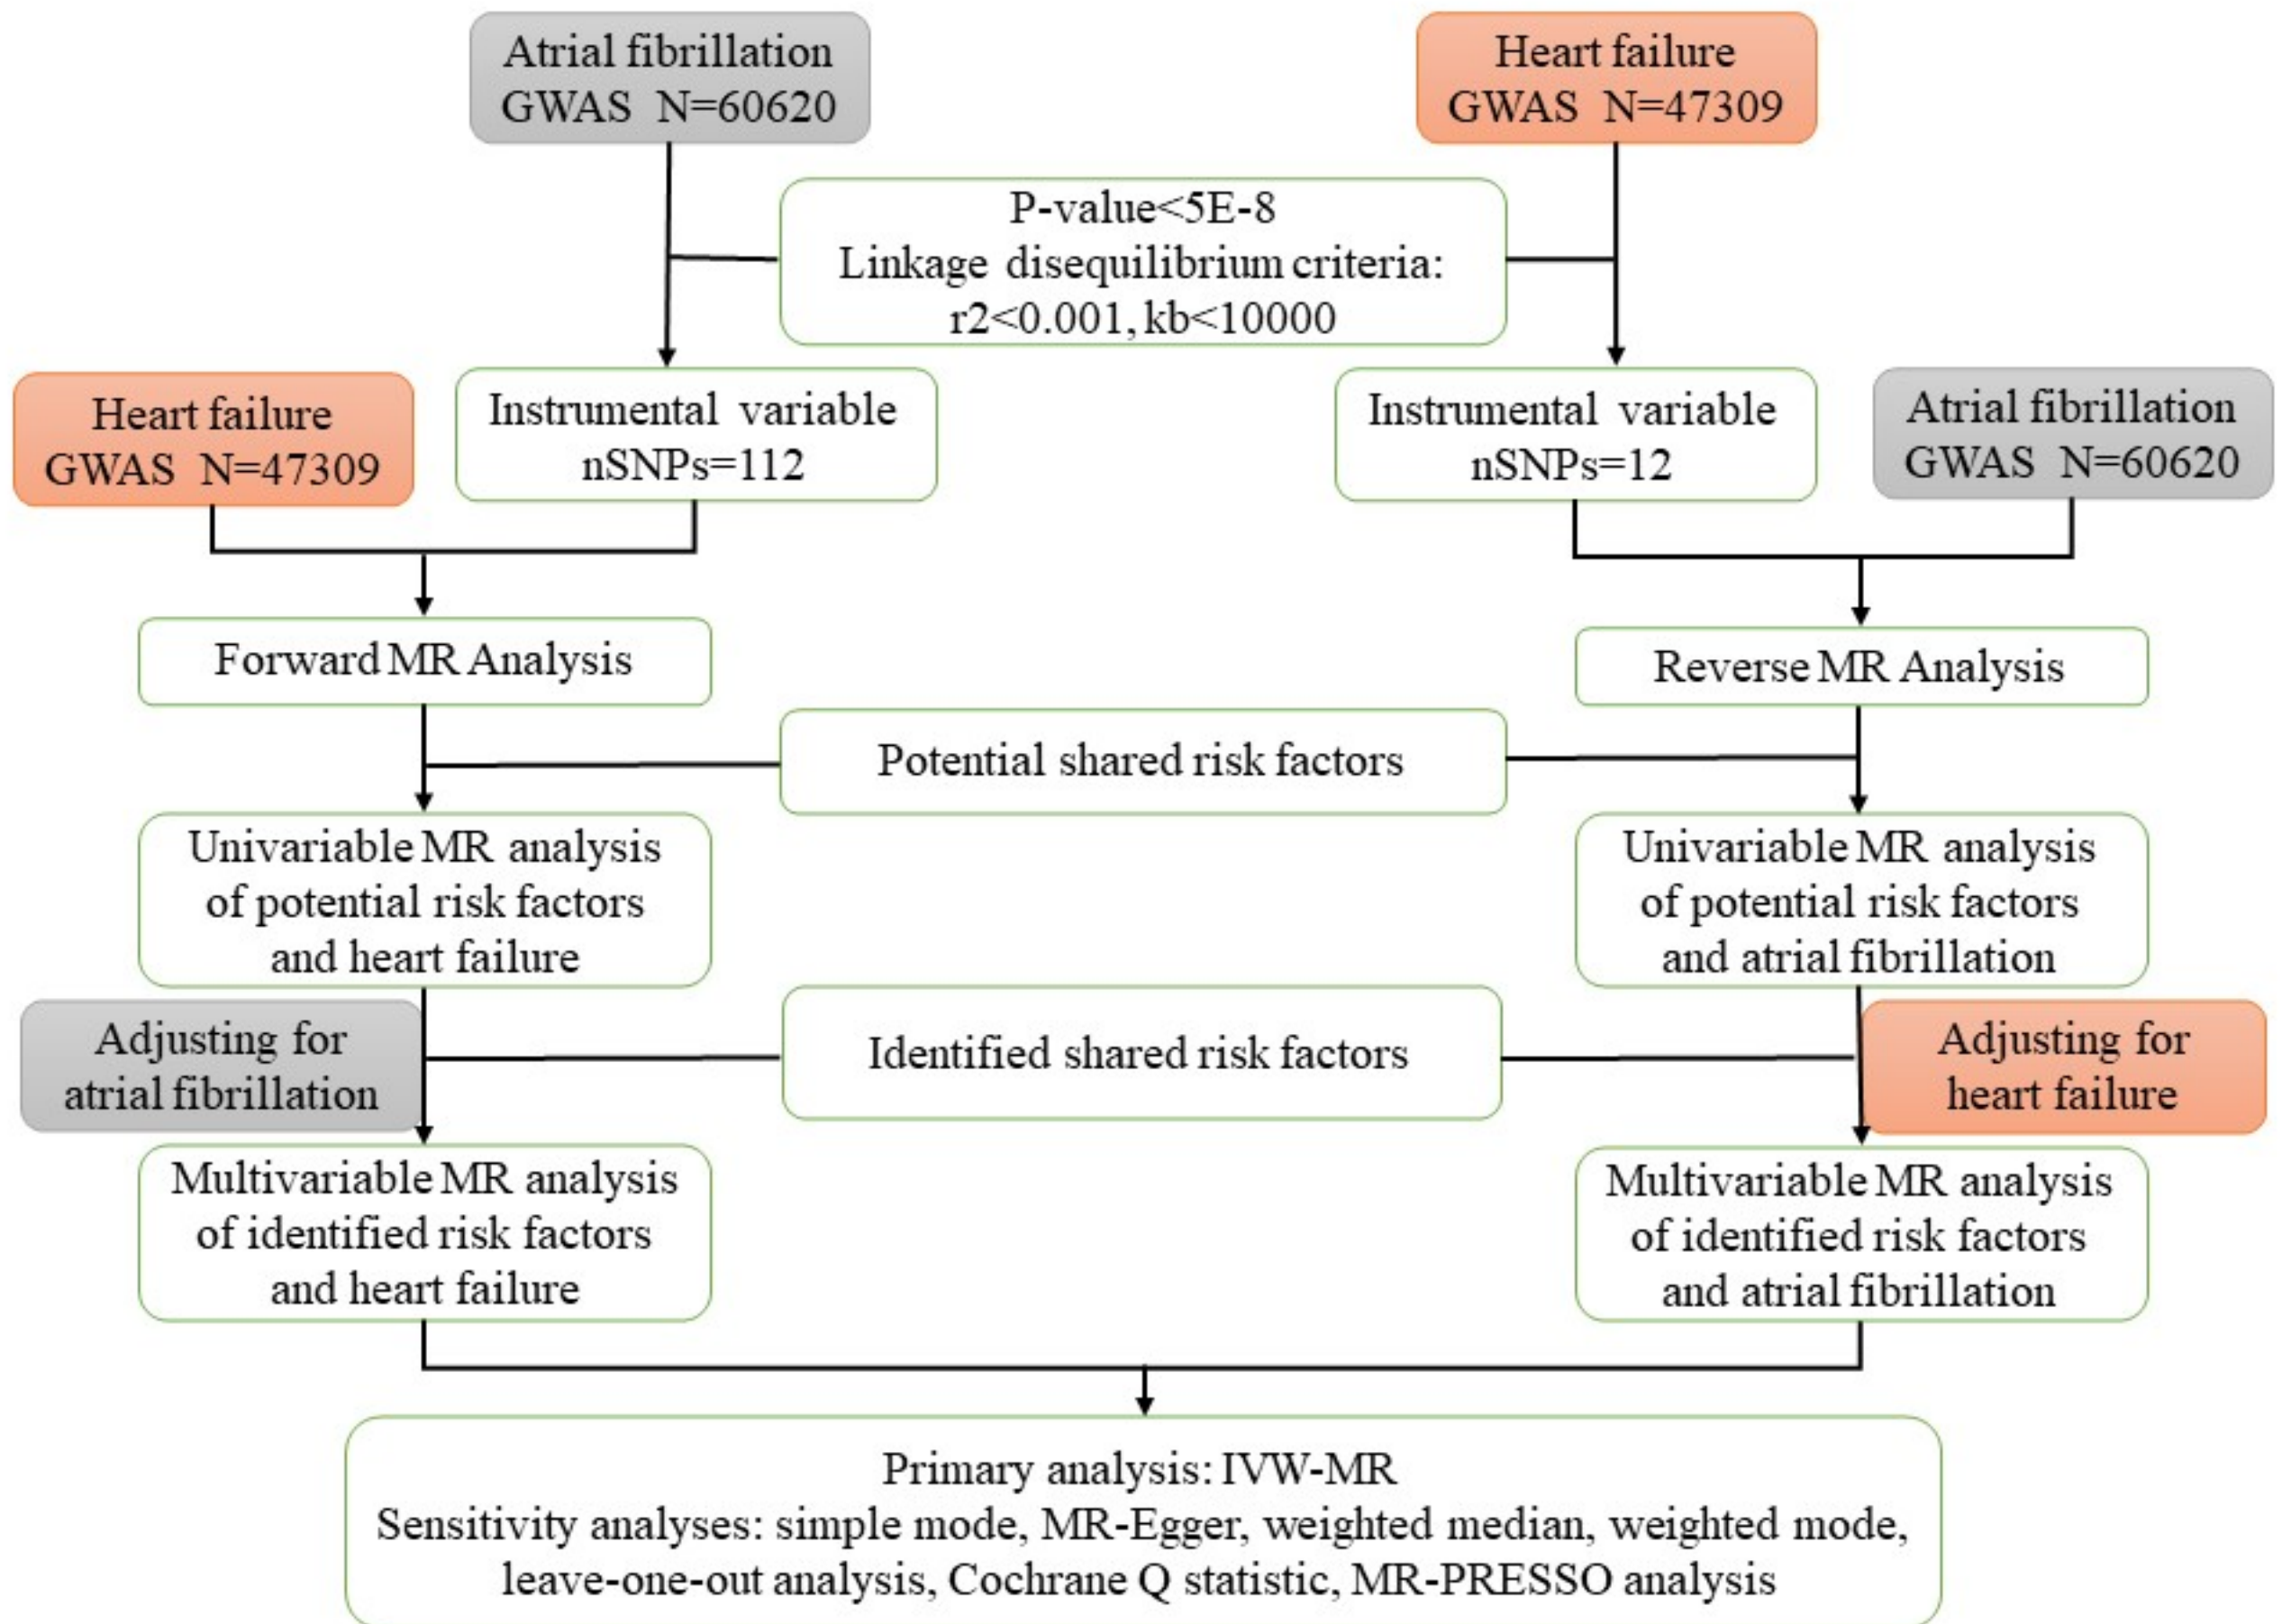 Atrial fibrillation
GWAS N=60620
Heart failure
GWAS N=47309
P-value<5E-8
Linkage disequilibrium criteria:
r2<0.001, kb<10000
Heart failure
GWAS N=47309
Instrumental variable
nSNPs=112
Instrumental variable
nSNPs=12
Atrial fibrillation
GWAS N=60620
Forward MR Analysis
Reverse MR Analysis
Potential shared risk factors
Univariable MR analysis
of potential risk factors
and heart failure
Univariable MR analysis
of potential risk factors
and atrial fibrillation
Adjusting for
atrial fibrillation
Identified shared risk factors
Adjusting for
heart failure
Multivariable MR analysis
of identified risk factors
and heart failure
Multivariable MR analysis
of identified risk factors
and atrial fibrillation
Primary analysis: IVW-MR
Sensitivity analyses: simple mode, MR-Egger, weighted median, weighted mode,
leave-one-out analysis, Cochrane Q statistic, MR-PRESSO analysis